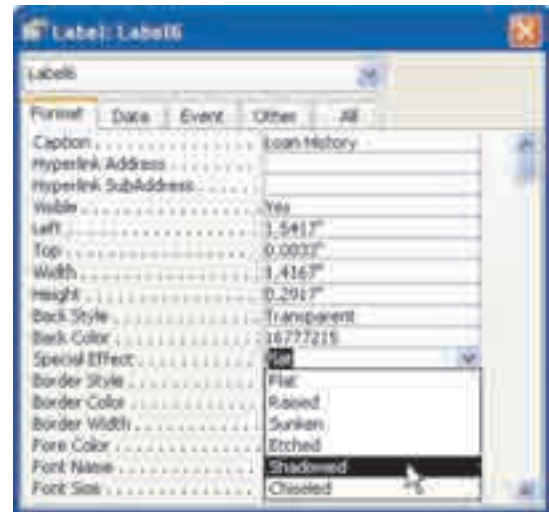 Label: Label6
Label6
Format Data Event Other All
Caption . . . . . . . . . . . . . . . . Loan History
Hyperlink Address . . . . . . . .
Hyperlink SubAddress . . . . .
Visible . . . . . . . . . . . . . . . . . Yes
Left . . . . . . . . . . . . . . . . . . . 1.5417"
Top . . . . . . . . . . . . . . . . . . .
Width . . . . . . . . . . . . . . . . . 1.4167"
Height . . . . . . . . . . . . . . . . . 0.2917"
Back Style . . . . . . . . . . . . . . Transparent
Back Color . . . . . . . . . . . . . . 16777215
Special Effect . . . . . . . . . . . . Flat
Border Style . . . . . . . . . . . . . Flat
Border Color . . . . . . . . . . . . . Raised
Border Width . . . . . . . . . . . . Sunken
Fore Color . . . . . . . . . . . . . . Etched
Font Name . . . . . . . . . . . . . . Shadowed
Font Size . . . . . . . . . . . . . . . Chiseled